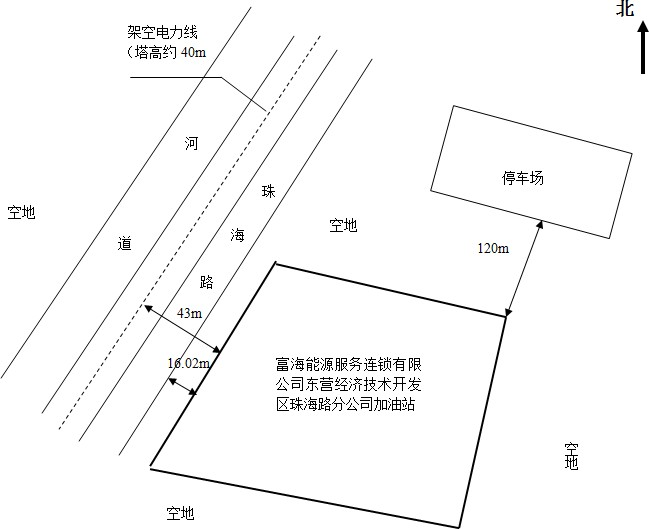 北
架空电力线
（塔高约 40m
河
道
珠
海
路
停车场
空地
空地
120m
43m
16.02m
富海能源服务连锁有限
公司东营经济技术开发
区珠海路分公司加油站
空
地
空地